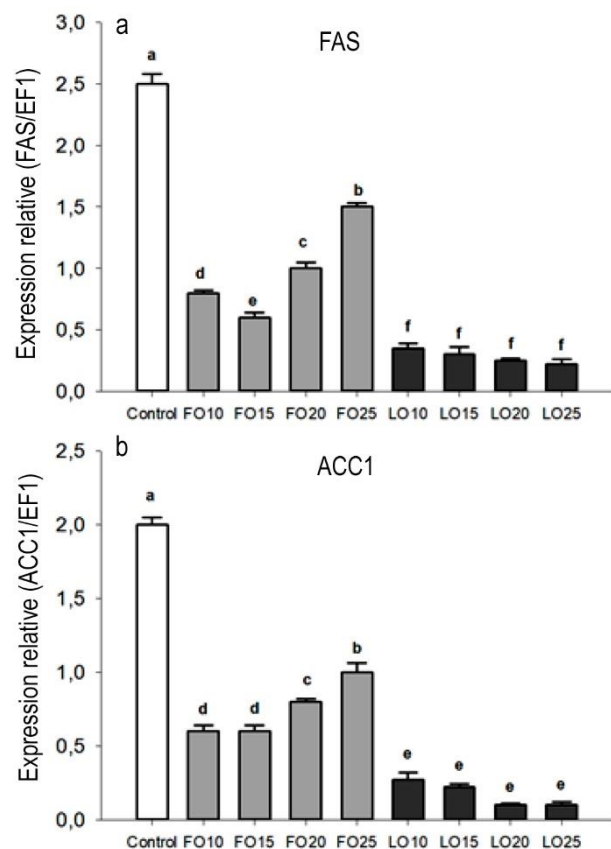 a
FAS
Expression relative (FAS/EF1)
3,0
2,5
2,0
1,5
1,0
0,5
0,0
a
d
e
c
b
f
f
f
f
Control FO10 FO15 FO20 FO25 LO10 LO15 LO20 LO25
b
ACC1
Expression relative (ACC1/EF1)
2,5
2,0
1,5
1,0
0,5
0,0
a
d
d
c
b
e
e
e
e
Control FO10 FO15 FO20 FO25 LO10 LO15 LO20 LO25